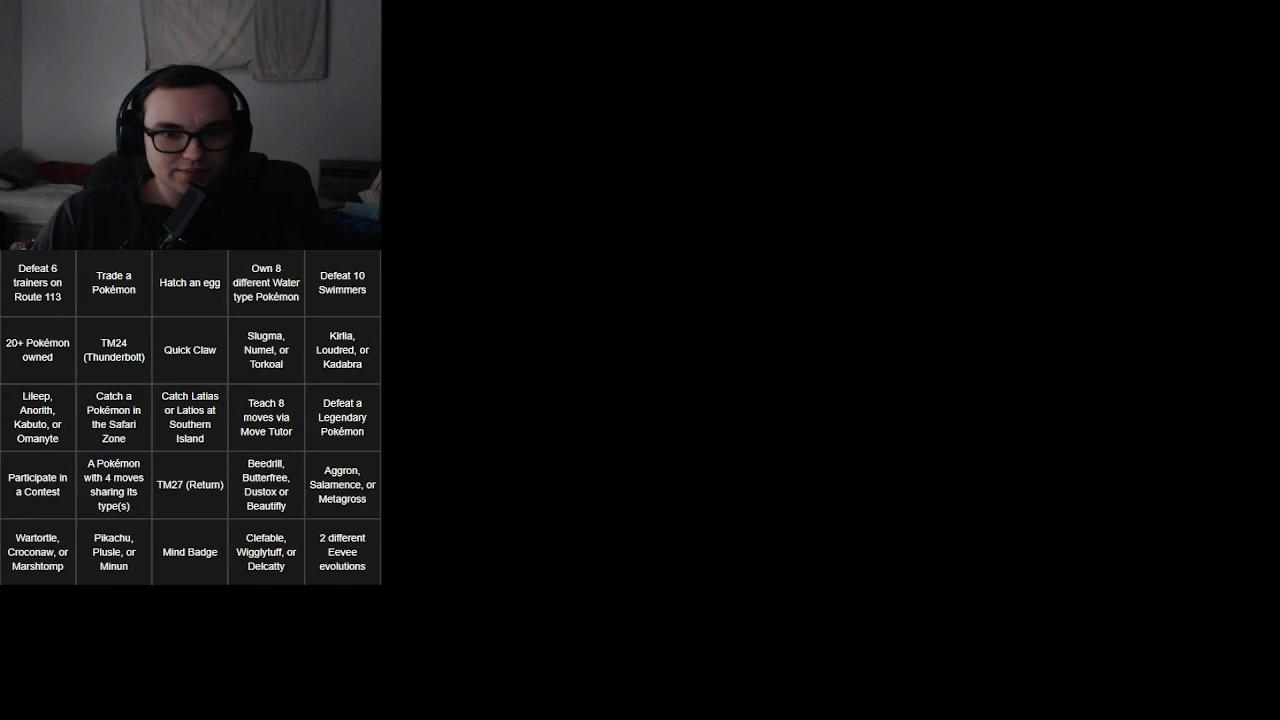 Defeat 6
trainers on
Route 113
Trade a
Pokémon
Hatch an egg
Own 8
different Water
type Pokémon
Defeat 10
Swimmers
20+ Pokémon
owned
TM24
(Thunderbolt)
Quick Claw
Slugma,
Numel, or
Torkoal
Kirlia,
Loudred, or
Kadabra
Lileep,
Anorith,
Kabuto, or
Omanyte
Catch a
Pokémon in
the Safari
Zone
Catch Latias
or Latios at
Southern
Island
Teach 8
moves via
Move Tutor
Defeat a
Legendary
Pokémon
Participate in
a Contest
A Pokémon
with 4 moves
sharing its
type(s)
TM27 (Return)
Beedrill,
Butterfree,
Dustox or
Beautifly
Aggron,
Salamence, or
Metagross
Wartortle,
Croconaw, or
Marshtomp
Pikachu,
Plusle, or
Minun
Mind Badge
Clefable,
Wigglytuff, or
Delcatty
2 different
Eevee
evolutions